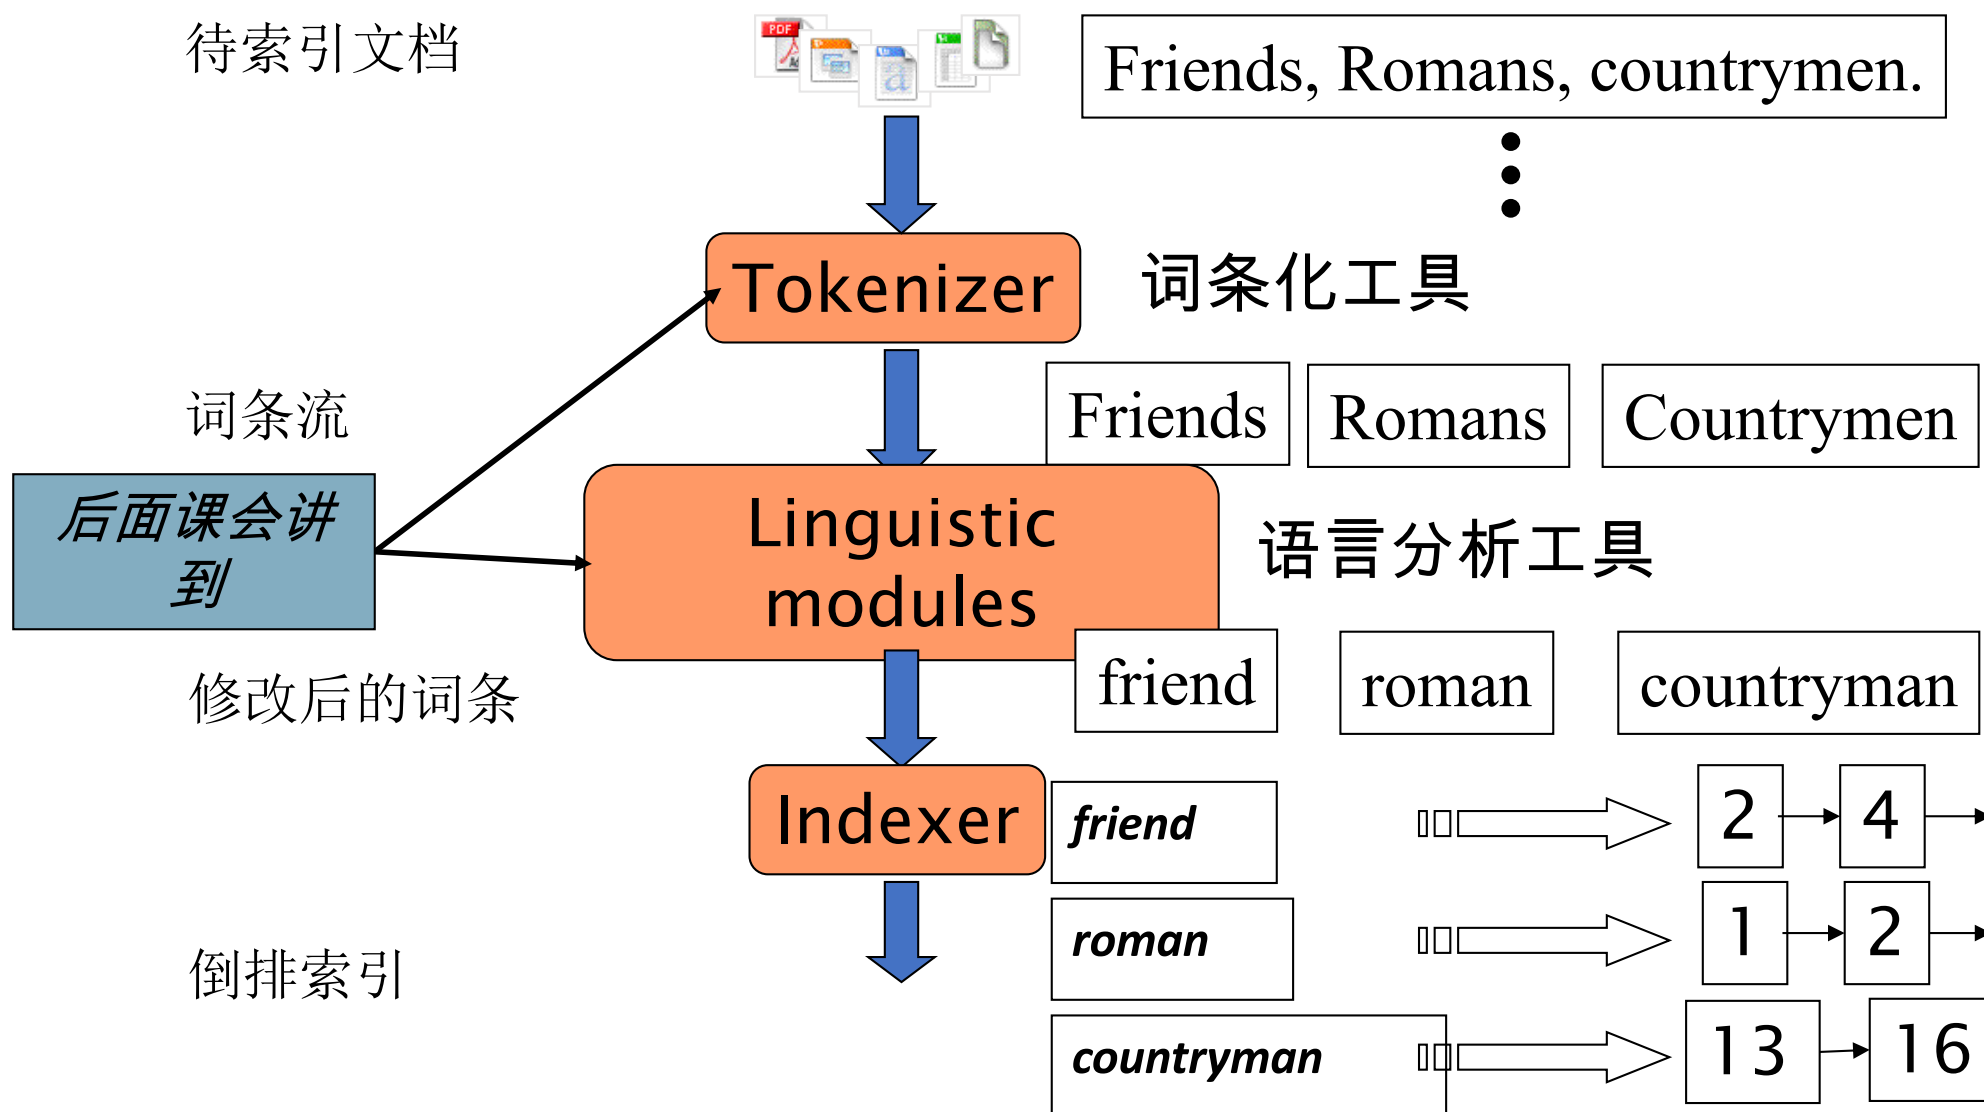 待索引文档
PDF
Friends, Romans, countrymen.
Tokenizer
词条化工具
词条流
Friends
Romans
Countrymen
后面课会讲
到
Linguistic
modules
语言分析工具
修改后的词条
friend
roman
countryman
Indexer
friend
2
4
roman
1
2
倒排索引
countryman
13
16